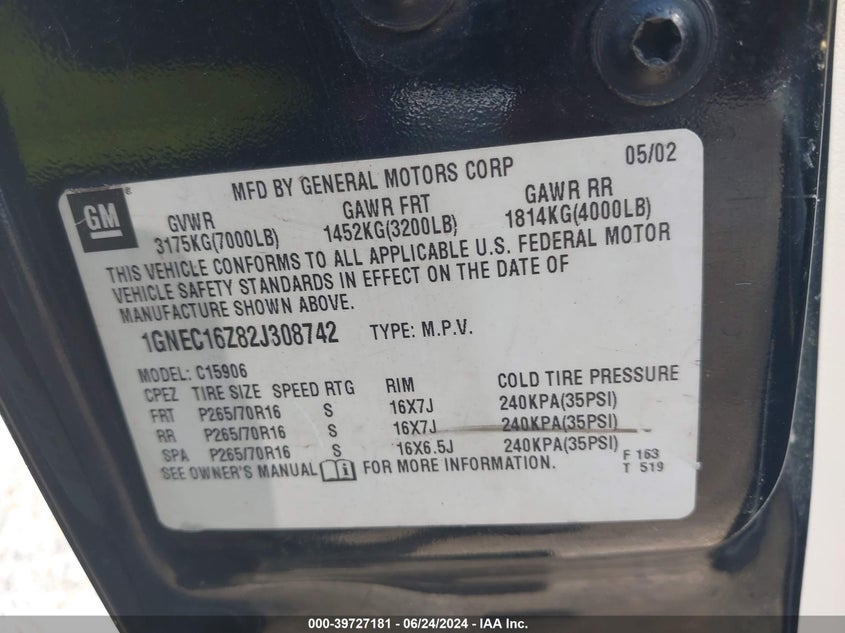 05/02
MFD BY GENERAL MOTORS CORP
GM
®
GVWR GAWR FRT GAWR RR
3175KG(7000LB) 1452KG(3200LB) 1814KG(4000LB)
THIS VEHICLE CONFORMS TO ALL APPLICABLE U.S. FEDERAL MOTOR
VEHICLE SAFETY STANDARDS IN EFFECT ON THE DATE OF
MANUFACTURE SHOWN ABOVE.
1GNEC16Z82J308742 TYPE: M.P.V.
MODEL: C15906
CPEZ TIRE SIZE SPEED RTG RIM COLD TIRE PRESSURE
FRT P265/70R16 S 16X7J 240KPA(35PSI)
RR P265/70R16 S 16X7J 240KPA(35PSI)
SPA P265/70R16 S 16X6.5J 240KPA(35PSI)
SEE OWNER'S MANUAL i FOR MORE INFORMATION.
F 163
T 519
000-39727181 - 06/24/2024 - IAA Inc.